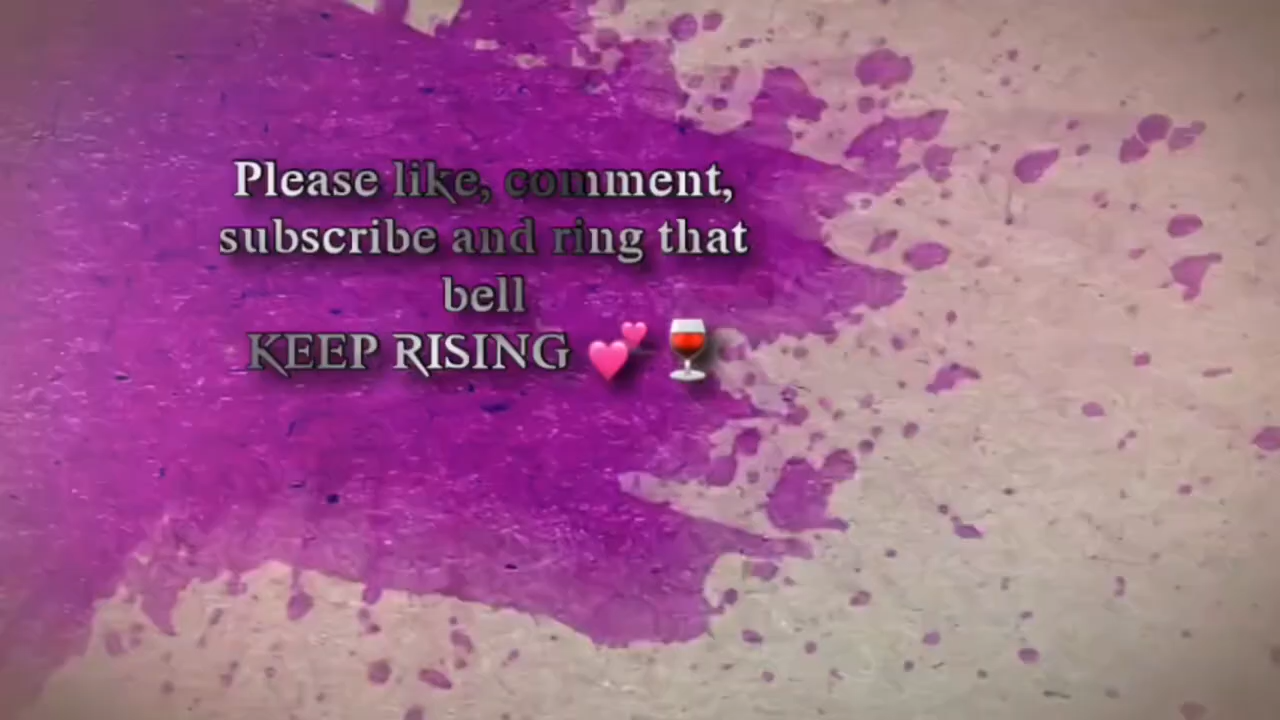 Please like, comment,
subscribe and ring that
bell
KEEP RISING 💕 🍷